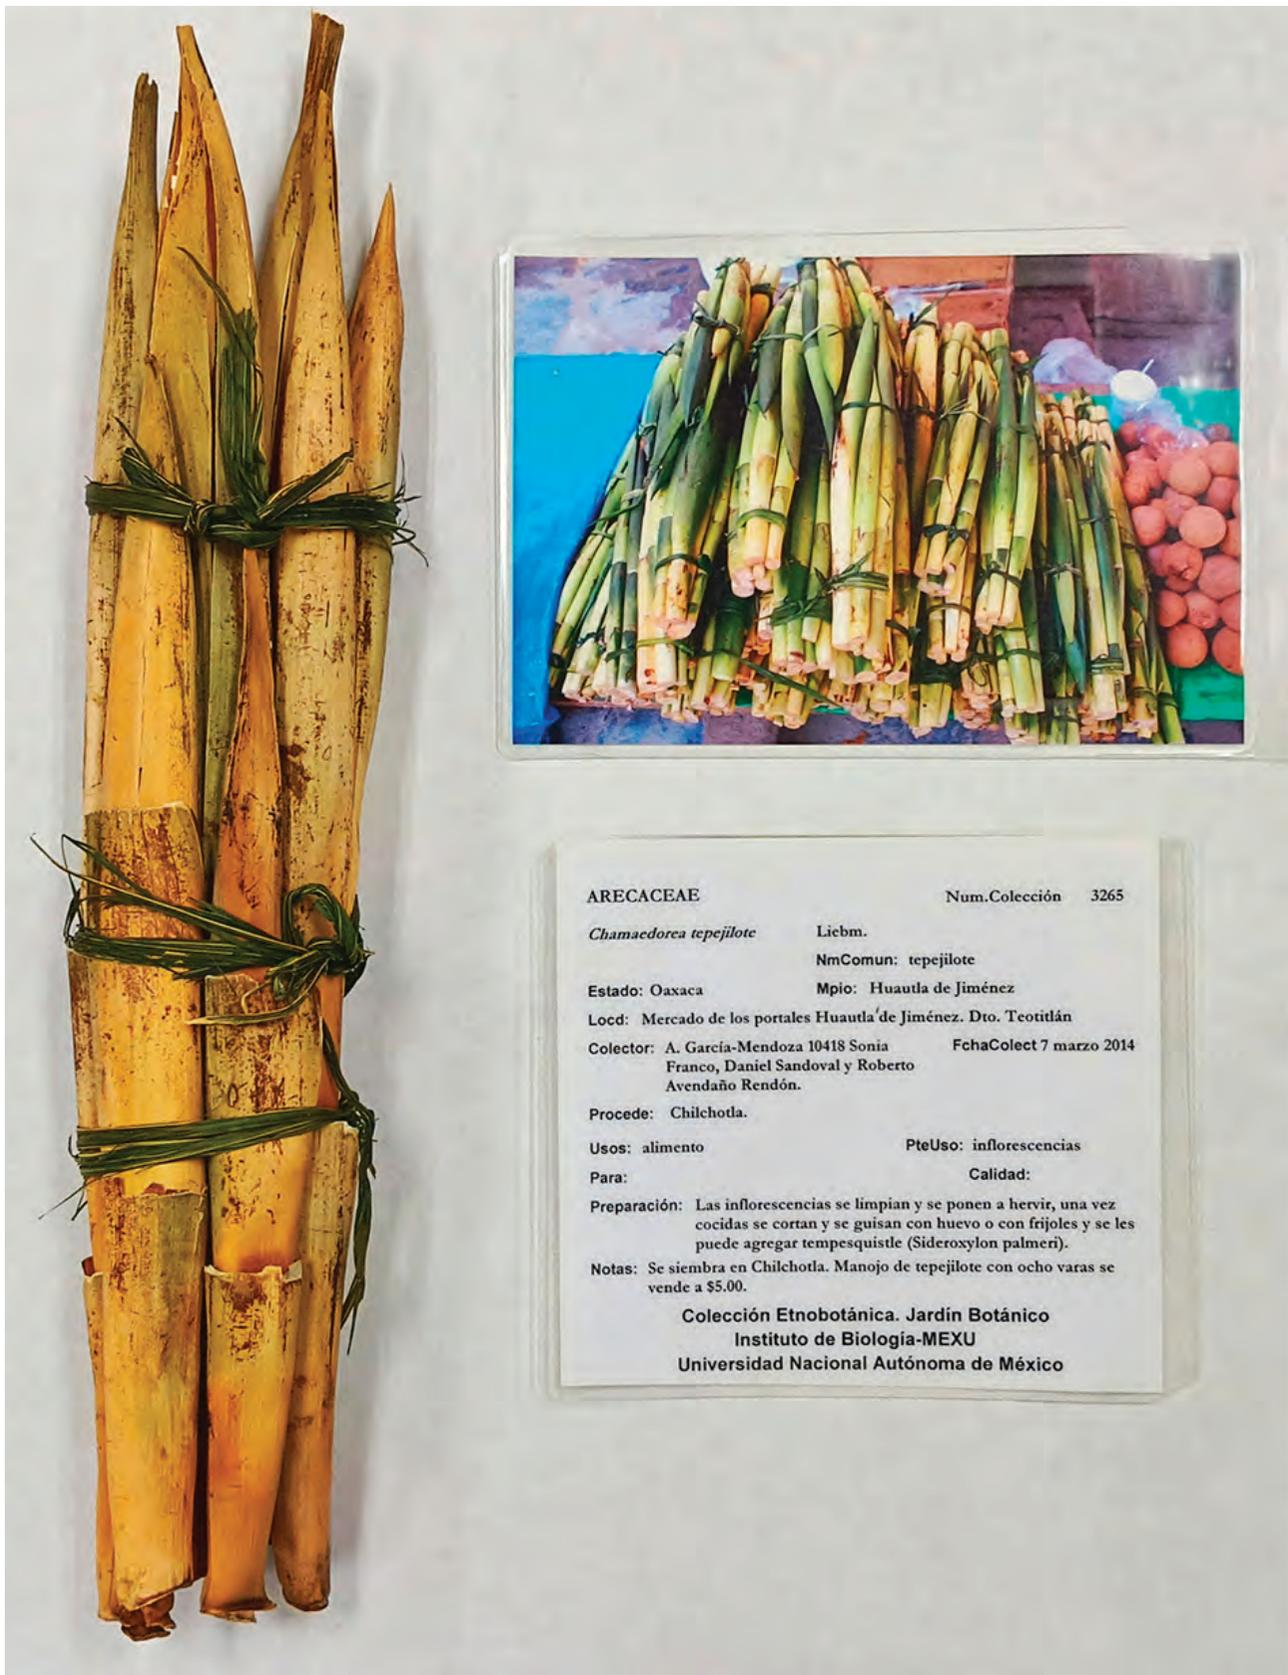 ARECACEAE Num.Colección 3265
Chamaedorea tepejilote Liebm.
NmComun: tepejilote
Estado: Oaxaca Mpio: Huautla de Jiménez
Locd: Mercado de los portales Huautla de Jiménez. Dto. Teotitlán
Colector: A. García-Mendoza 10418 Sonia FchaColect 7 marzo 2014
Franco, Daniel Sandoval y Roberto
Avendaño Rendón.
Procede: Chilchotla.
Usos: alimento PteUso: inflorescencias
Para: Calidad:
Preparación: Las inflorescencias se limpian y se ponen a hervir, una vez
cocidas se cortan y se guisan con huevo o con frijoles y se les
puede agregar tempesquistle (Sideroxylon palmeri).
Notas: Se siembra en Chilchotla. Manojo de tepejilote con ocho varas se
vende a $5.00.
Colección Etnobotánica. Jardín Botánico
Instituto de Biología-MEXU
Universidad Nacional Autónoma de México